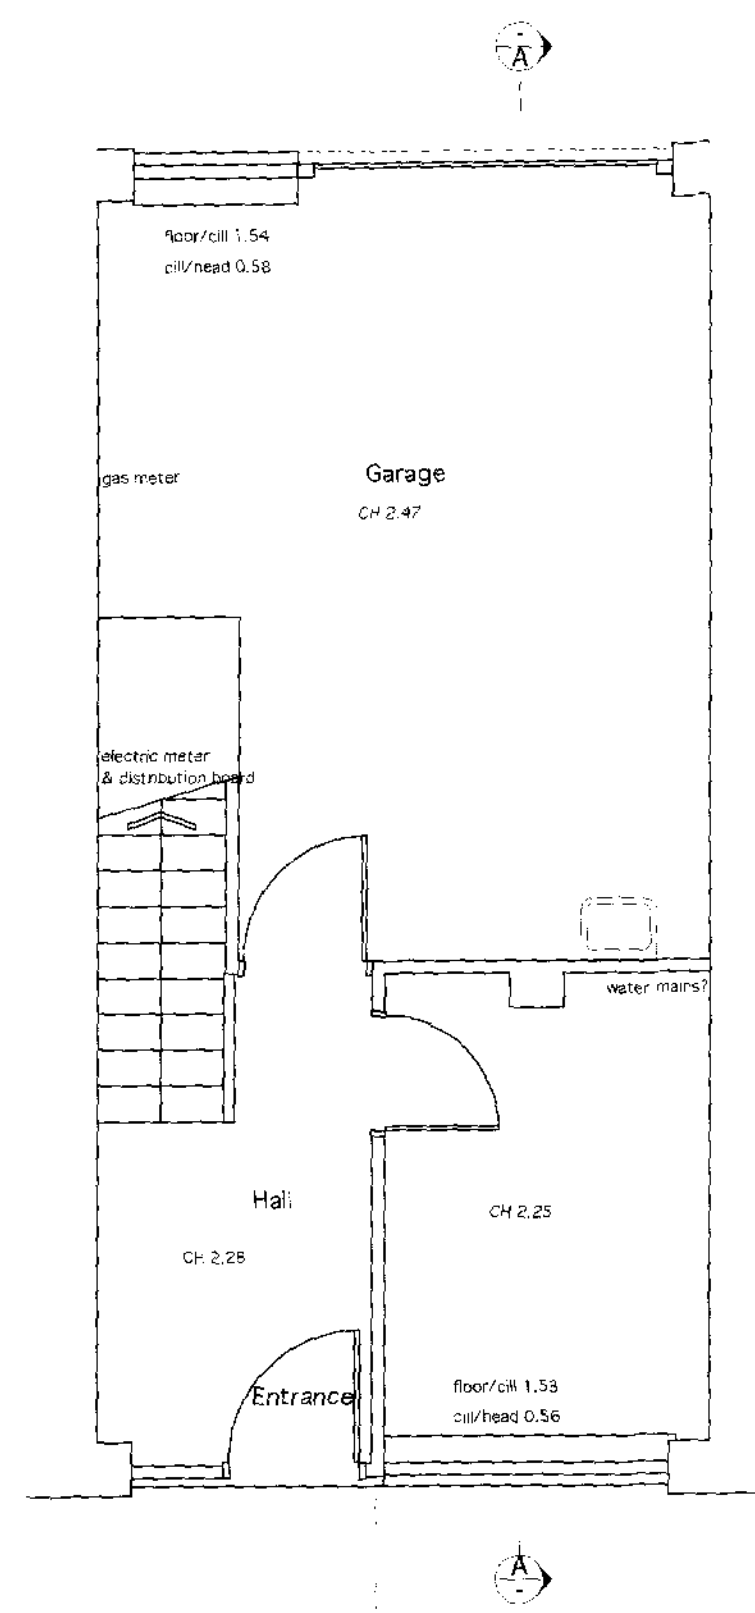 A
floor/cill 1.54
cill/head 0.58
gas meter
Garage
CH 2.47
electric meter
& distribution board
water mains?
Hall
CH 2.25
CH 2.28
Entrance
floor/cill 1.53
cill/head 0.56
A